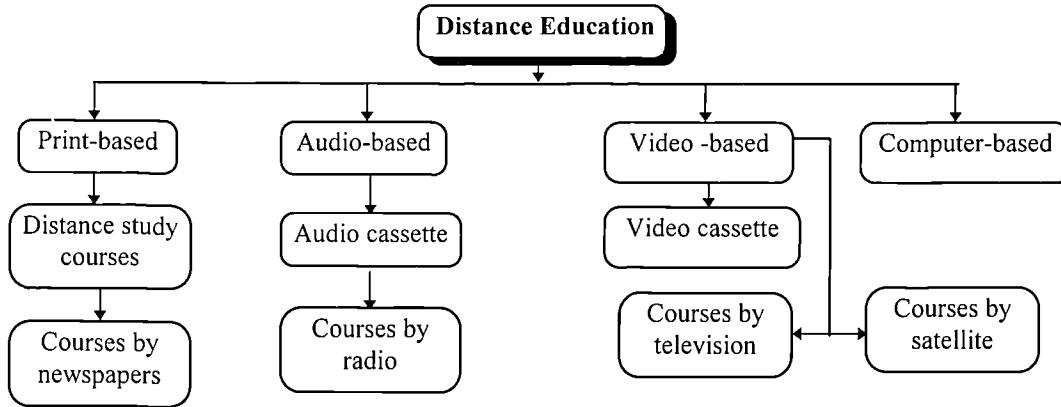 Distance Education
Print-based
Audio-based
Video -based
Computer-based
Distance study
courses
Audio cassette
Video cassette
Courses by
newspapers
Courses by
radio
Courses by
television
Courses by
satellite